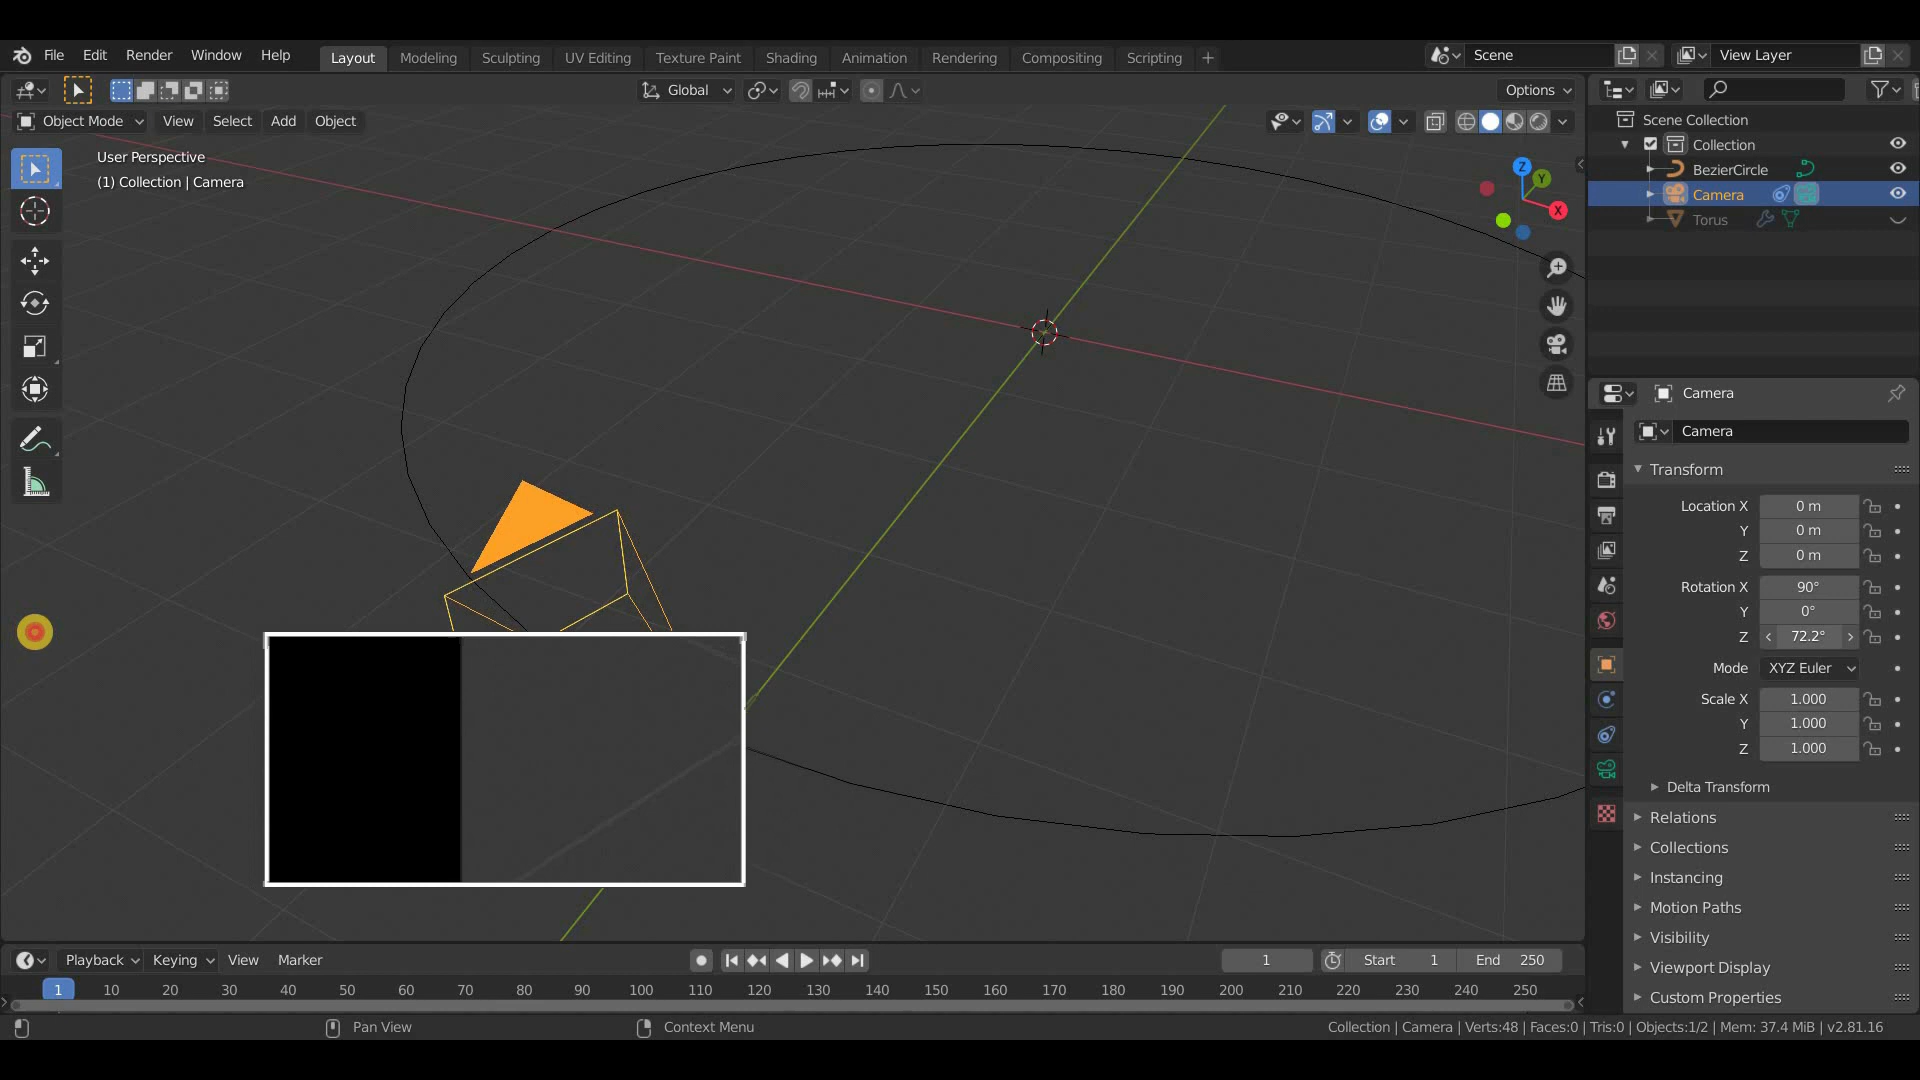 File Edit Render Window Help Layout Modeling Sculpting UV Editing Texture Paint Shading Animation Rendering Compositing Scripting + Scene View Layer
Global Options
Object Mode View Select Add Object
User Perspective
(1) Collection | Camera
Z
Y
X
Scene Collection
Collection
BezierCircle
Camera
Torus
Camera
Camera
Transform
Location X 0 m
Y 0 m
Z 0 m
Rotation X 90°
Y 0°
Z 72.2°
Mode XYZ Euler
Scale X 1.000
Y 1.000
Z 1.000
Delta Transform
Relations
Collections
Instancing
Motion Paths
Visibility
Viewport Display
Custom Properties
Playback Keying View Marker 1 Start 1 End 250
1 10 20 30 40 50 60 70 80 90 100 110 120 130 140 150 160 170 180 190 200 210 220 230 240 250
Pan View Context Menu Collection | Camera | Verts:48 | Faces:0 | Tris:0 | Objects:1/2 | Mem: 37.4 MiB | v2.81.16